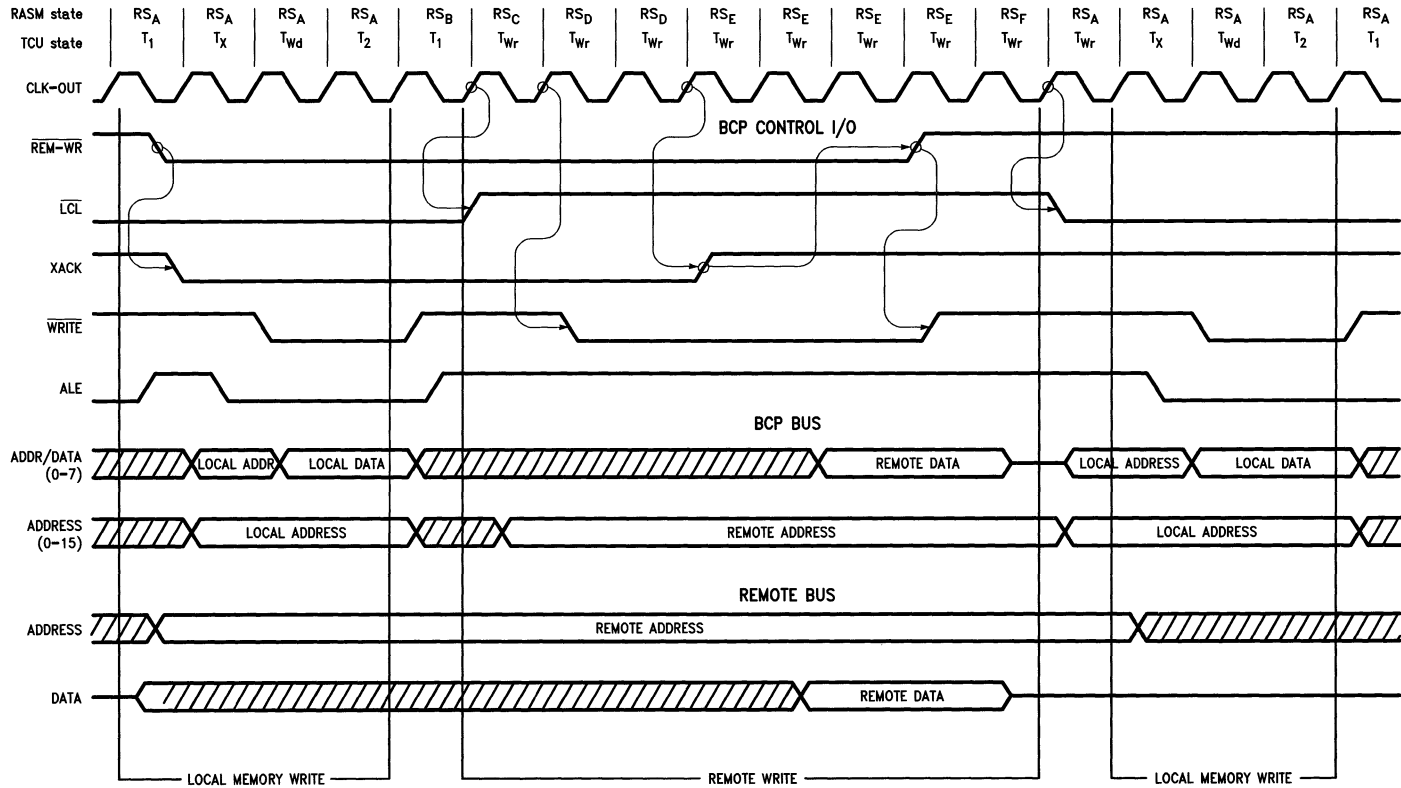 RASM state RSA RSA RSA RSA RSB RSC RSD RSD RSE RSE RSE RSE RSF RSA RSA RSA RSA RSA
TCU state T1 TX TWd T2 T1 TWr TWr TWr TWr TWr TWr TWr TWr TWr TX TWd T2 T1
CLK-OUT
BCP CONTROL I/O
REM-WR
LCL
XACK
WRITE
ALE
BCP BUS
ADDR/DATA (0-7) LOCAL ADDR LOCAL DATA REMOTE DATA LOCAL ADDRESS LOCAL DATA
ADDRESS (0-15) LOCAL ADDRESS REMOTE ADDRESS LOCAL ADDRESS
REMOTE BUS
ADDRESS REMOTE ADDRESS
DATA REMOTE DATA
LOCAL MEMORY WRITE REMOTE WRITE LOCAL MEMORY WRITE